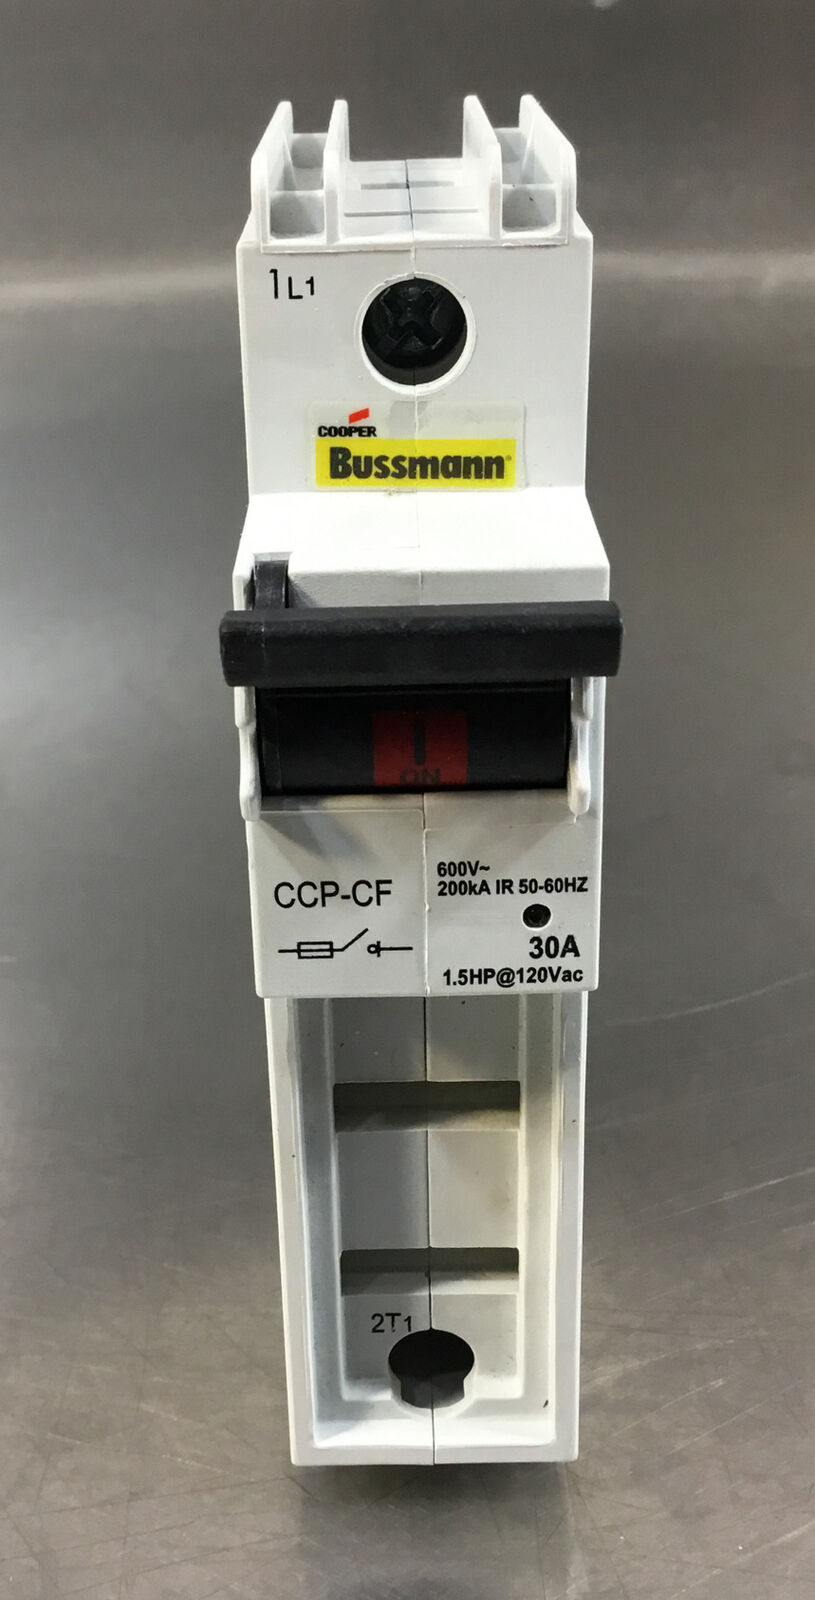 1L1
COOPER
Bussmann®
ON
CCP-CF
600V~
200kA IR 50-60HZ
30A
1.5HP@120Vac
2T1